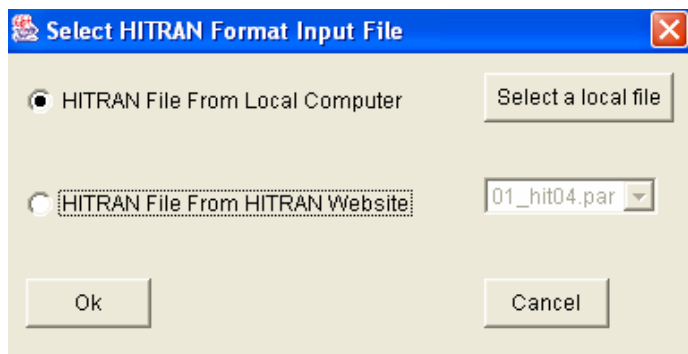 Select HITRAN Format Input File
HITRAN File From Local Computer
Select a local file
HITRAN File From HITRAN Website
01_hit04.par
Ok
Cancel